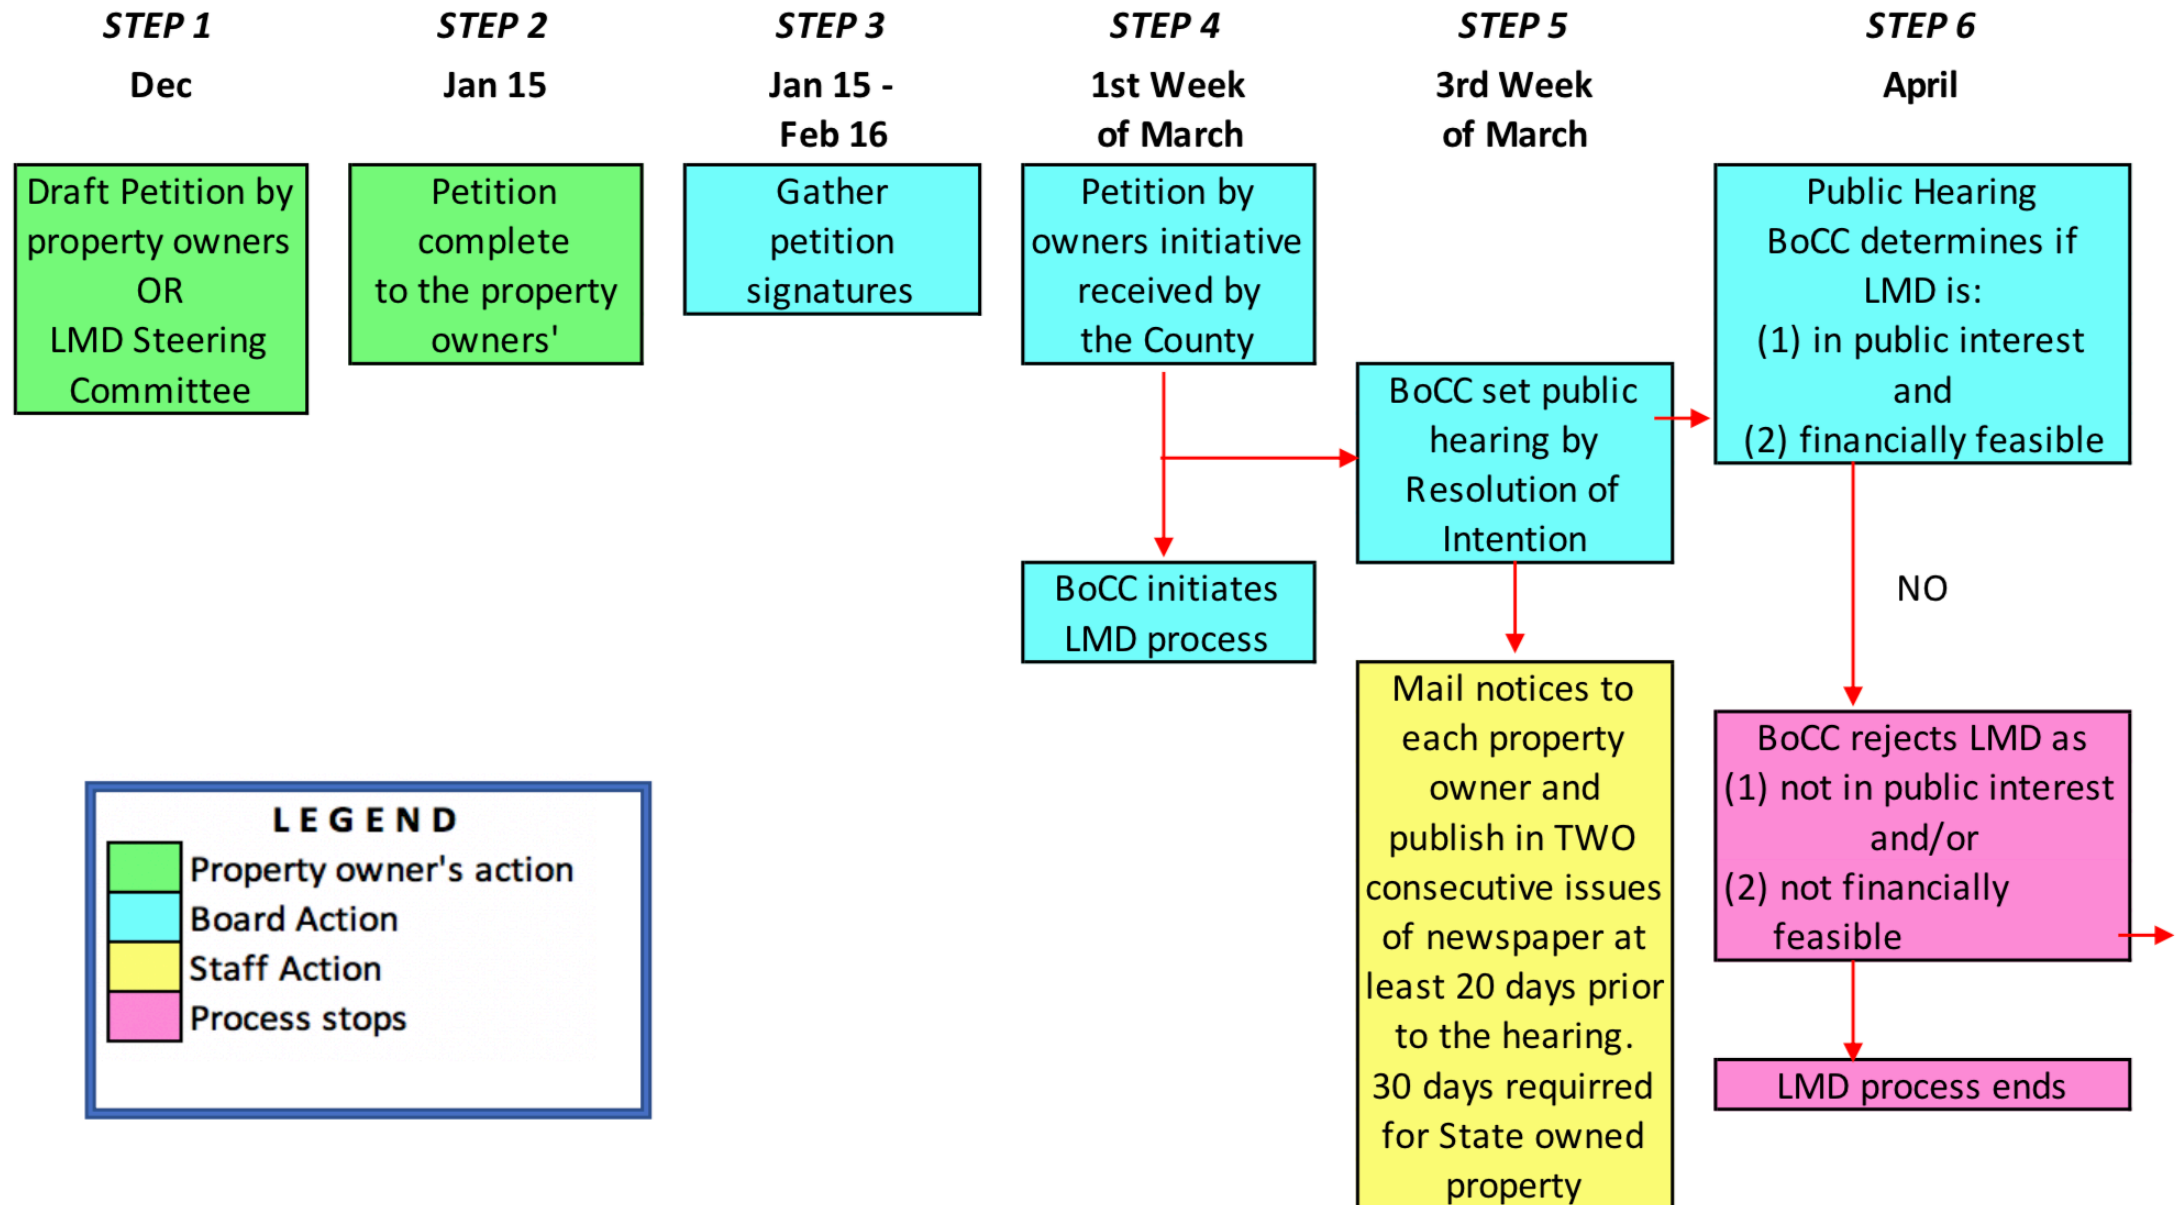 STEP 1
Dec
Draft Petition by
property owners
OR
LMD Steering
Committee
STEP 2
Jan 15
Petition
complete
to the property
owners'
STEP 3
Jan 15 -
Feb 16
Gather
petition
signatures
STEP 4
1st Week
of March
Petition by
owners initiative
received by
the County
BoCC initiates
LMD process
STEP 5
3rd Week
of March
BoCC set public
hearing by
Resolution of
Intention
Mail notices to
each property
owner and
publish in TWO
consecutive issues
of newspaper at
least 20 days prior
to the hearing.
30 days requirred
for State owned
property
STEP 6
April
Public Hearing
BoCC determines if
LMD is:
(1) in public interest
and
(2) financially feasible
NO
BoCC rejects LMD as
(1) not in public interest
and/or
(2) not financially
feasible
LMD process ends
LEGEND
Property owner's action
Board Action
Staff Action
Process stops